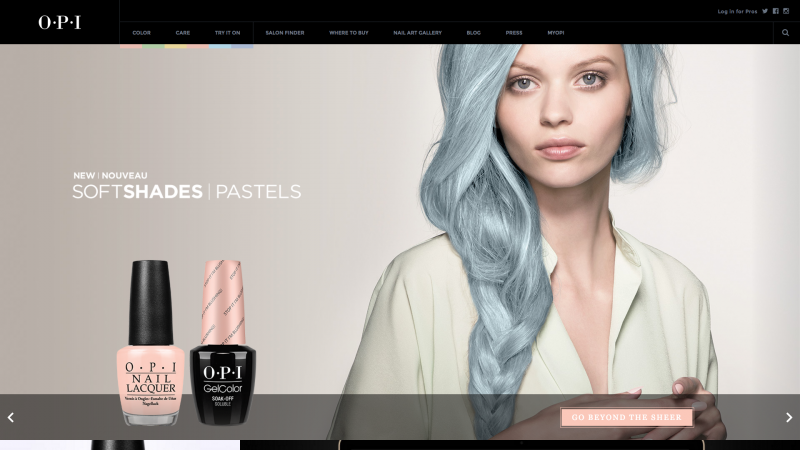 O·P·I
Log in for Pros
COLOR
CARE
TRY IT ON
SALON FINDER
WHERE TO BUY
NAIL ART GALLERY
BLOG
PRESS
MYOPI
NEW | NOUVEAU
SOFTSHADES | PASTELS
O·P·I
NAIL
LACQUER
O·P·I
GelColor
SOAK-OFF
SOLUBLE
GO BEYOND THE SHEER